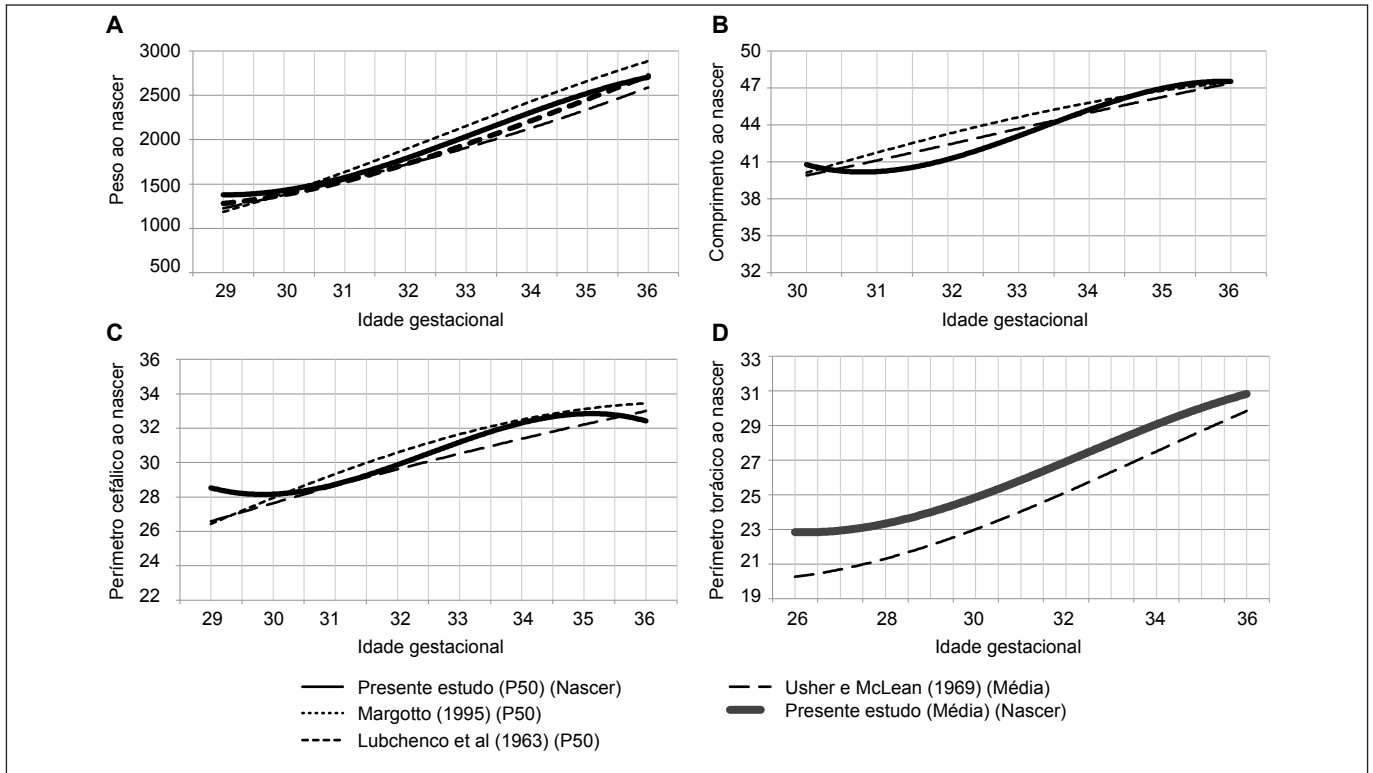 A
Peso ao nascer
3000
2500
2000
1500
1000
500
29 30 31 32 33 34 35 36
Idade gestacional
B
Comprimento ao nascer
50
47
44
41
38
35
32
30 31 32 33 34 35 36
Idade gestacional
C
Perímetro cefálico ao nascer
36
34
32
30
28
26
24
22
29 30 31 32 33 34 35 36
Idade gestacional
D
Perímetro torácico ao nascer
33
31
29
27
25
23
21
19
26 28 30 32 34 36
Idade gestacional
Presente estudo (P50) (Nascer)
Margotto (1995) (P50)
Lubchenco et al (1963) (P50)
Usher e McLean (1969) (Média)
Presente estudo (Média) (Nascer)